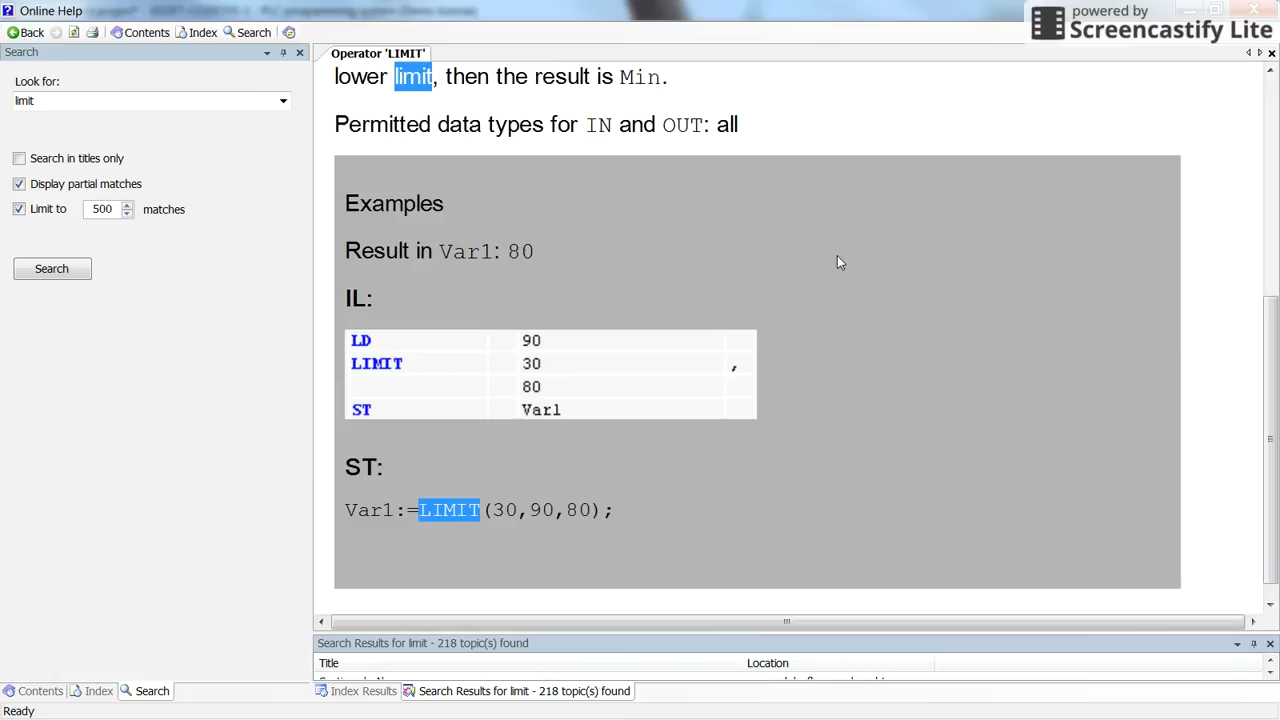 Online Help
powered by
Screencastify Lite
Back
Contents
Index
Search
Search
Look for:
limit
Search in titles only
Display partial matches
Limit to 500 matches
Search
Operator 'LIMIT'
lower limit, then the result is Min.
Permitted data types for IN and OUT: all
Examples
Result in Var1: 80
IL:
LD 90
LIMIT 30 ,
80
ST Var1
ST:
Var1:=LIMIT(30,90,80);
Search Results for limit - 218 topic(s) found
Title Location
Contents Index Search
Index Results Search Results for limit - 218 topic(s) found
Ready